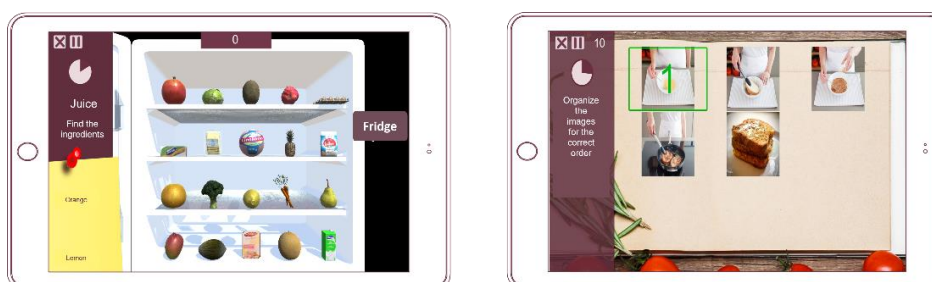 0
Juice
Find the
ingredients
Fridge
Orange
Lemon
10
1
Organize
the
images
for the
correct
order